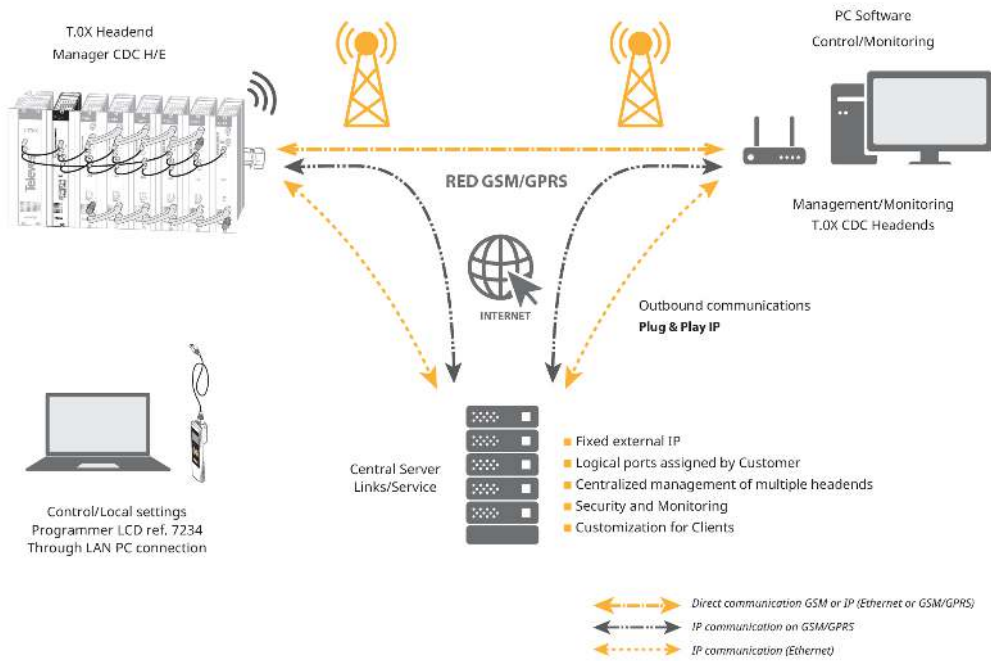 T.0X Headend
Manager CDC H/E
PC Software
Control/Monitoring
Televes
RED GSM/GPRS
Management/Monitoring
T.0X CDC Headends
INTERNET
Outbound communications
Plug & Play IP
Control/Local settings
Programmer LCD ref. 7234
Through LAN PC connection
Central Server
Links/Service
Fixed external IP
Logical ports assigned by Customer
Centralized management of multiple headends
Security and Monitoring
Customization for Clients
Direct communication GSM or IP (Ethernet or GSM/GPRS)
IP communication on GSM/GPRS
IP communication (Ethernet)